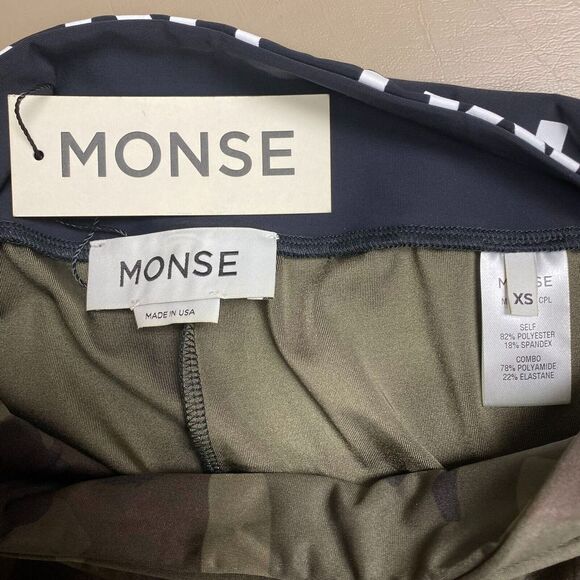 MONSE
MONSE
MADE IN USA
XS
SELF
82% POLYESTER
18% SPANDEX
COMBO
78% POLYAMIDE
22% ELASTANE